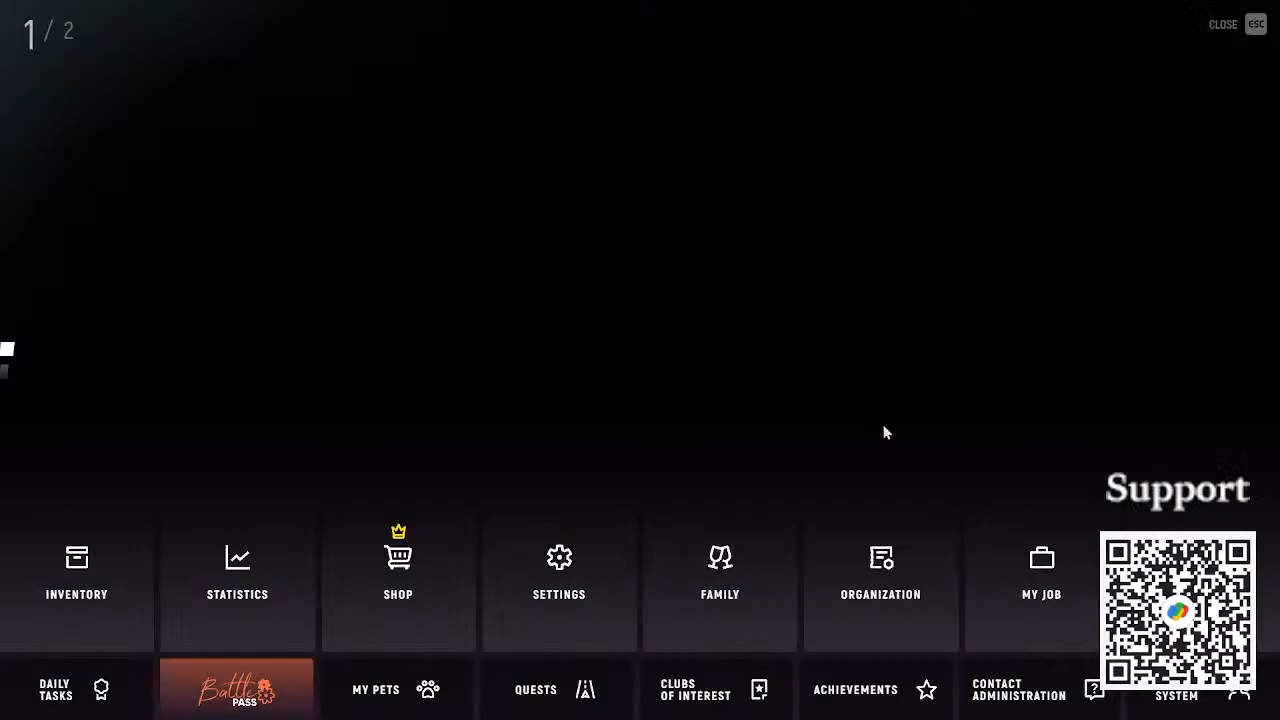 1 / 2
CLOSE ESC
Support
INVENTORY
STATISTICS
SHOP
SETTINGS
FAMILY
ORGANIZATION
MY JOB
DAILY
TASKS
Battle
PASS
MY PETS
QUESTS
CLUBS
OF INTEREST
ACHIEVEMENTS
CONTACT
ADMINISTRATION
SYSTEM